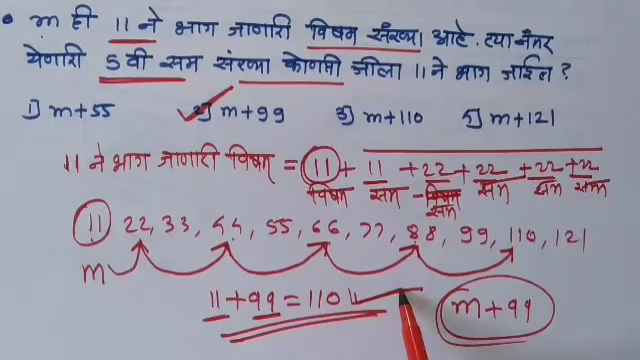 • m ही 11 ने भाग जाणारी विषम संख्या आहे. त्या नंतर
येणारी 5 वी सम संख्या कोणती जीला 11 ने भाग जाईल?
1) m+55 2) m+99 3) m+110 5) m+121
11 ने भाग जाणारी विषम = 11 + 11 + 22 + 22 + 22 + 22
विषम सम सम सम सम सम
11 22, 33, 44, 55, 66, 77, 88, 99, 110, 121
m
11+99=110 m+99